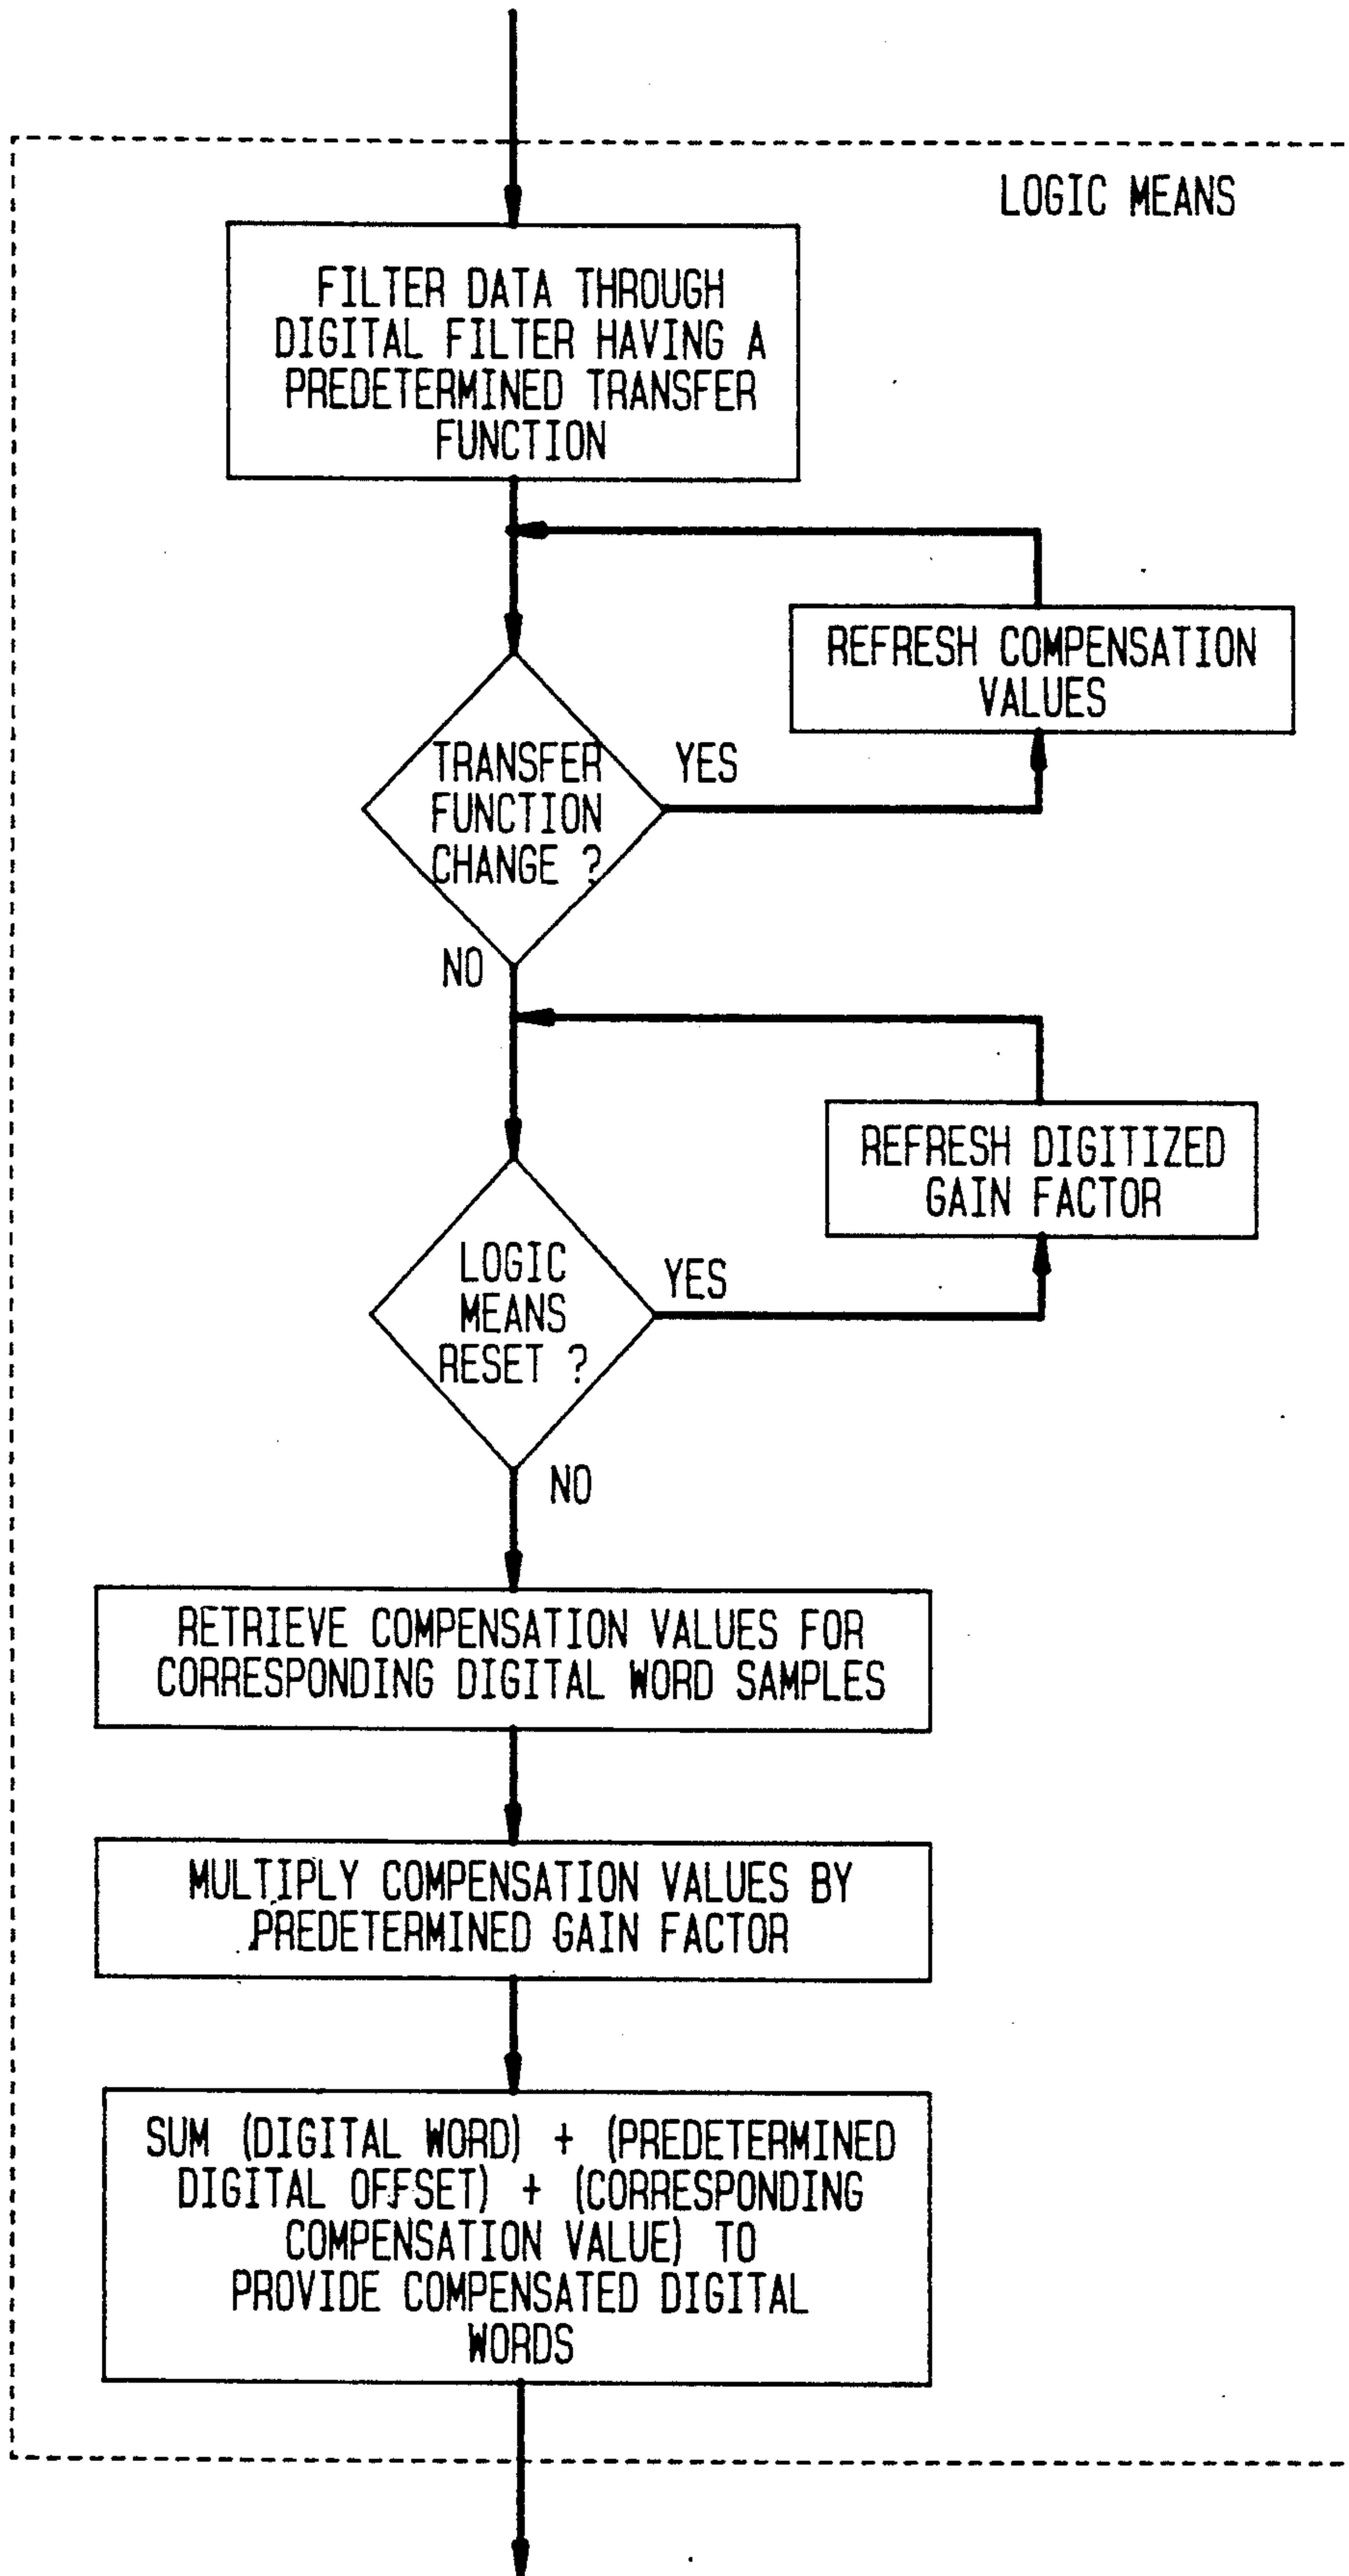 LOGIC MEANS
FILTER DATA THROUGH
DIGITAL FILTER HAVING A
PREDETERMINED TRANSFER
FUNCTION
REFRESH COMPENSATION
VALUES
TRANSFER
FUNCTION
CHANGE ?
YES
NO
REFRESH DIGITIZED
GAIN FACTOR
LOGIC
MEANS
RESET ?
YES
NO
RETRIEVE COMPENSATION VALUES FOR
CORRESPONDING DIGITAL WORD SAMPLES
MULTIPLY COMPENSATION VALUES BY
PREDETERMINED GAIN FACTOR
SUM (DIGITAL WORD) + (PREDETERMINED
DIGITAL OFFSET) + (CORRESPONDING
COMPENSATION VALUE) TO
PROVIDE COMPENSATED DIGITAL
WORDS